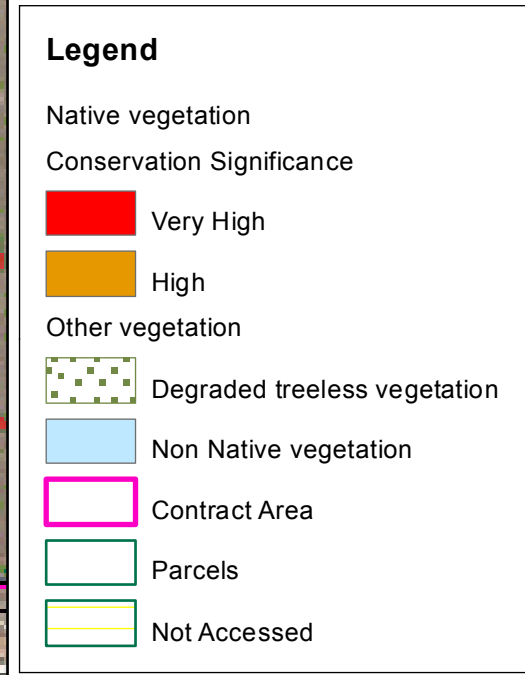 Legend
Native vegetation
Conservation Significance
Very High
High
Other vegetation
Degraded treeless vegetation
Non Native vegetation
Contract Area
Parcels
Not Accessed